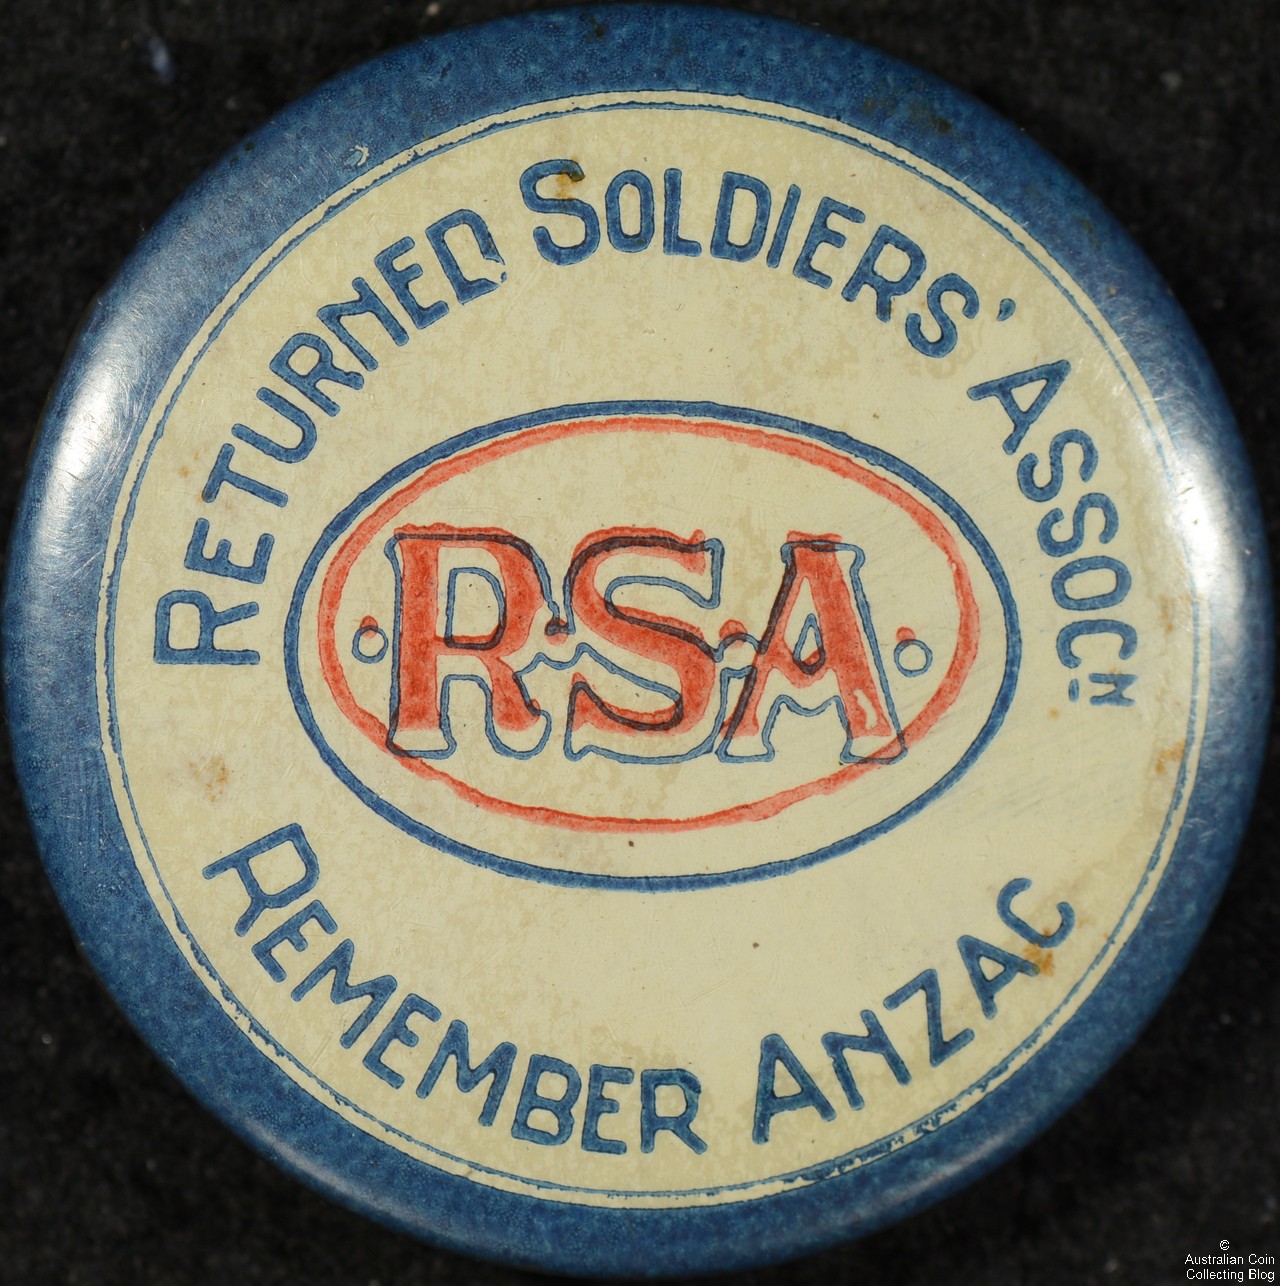 RETURNED SOLDIERS' ASSOCN
R·S·A
REMEMBER ANZAC
©
Australian Coin
Collecting Blog